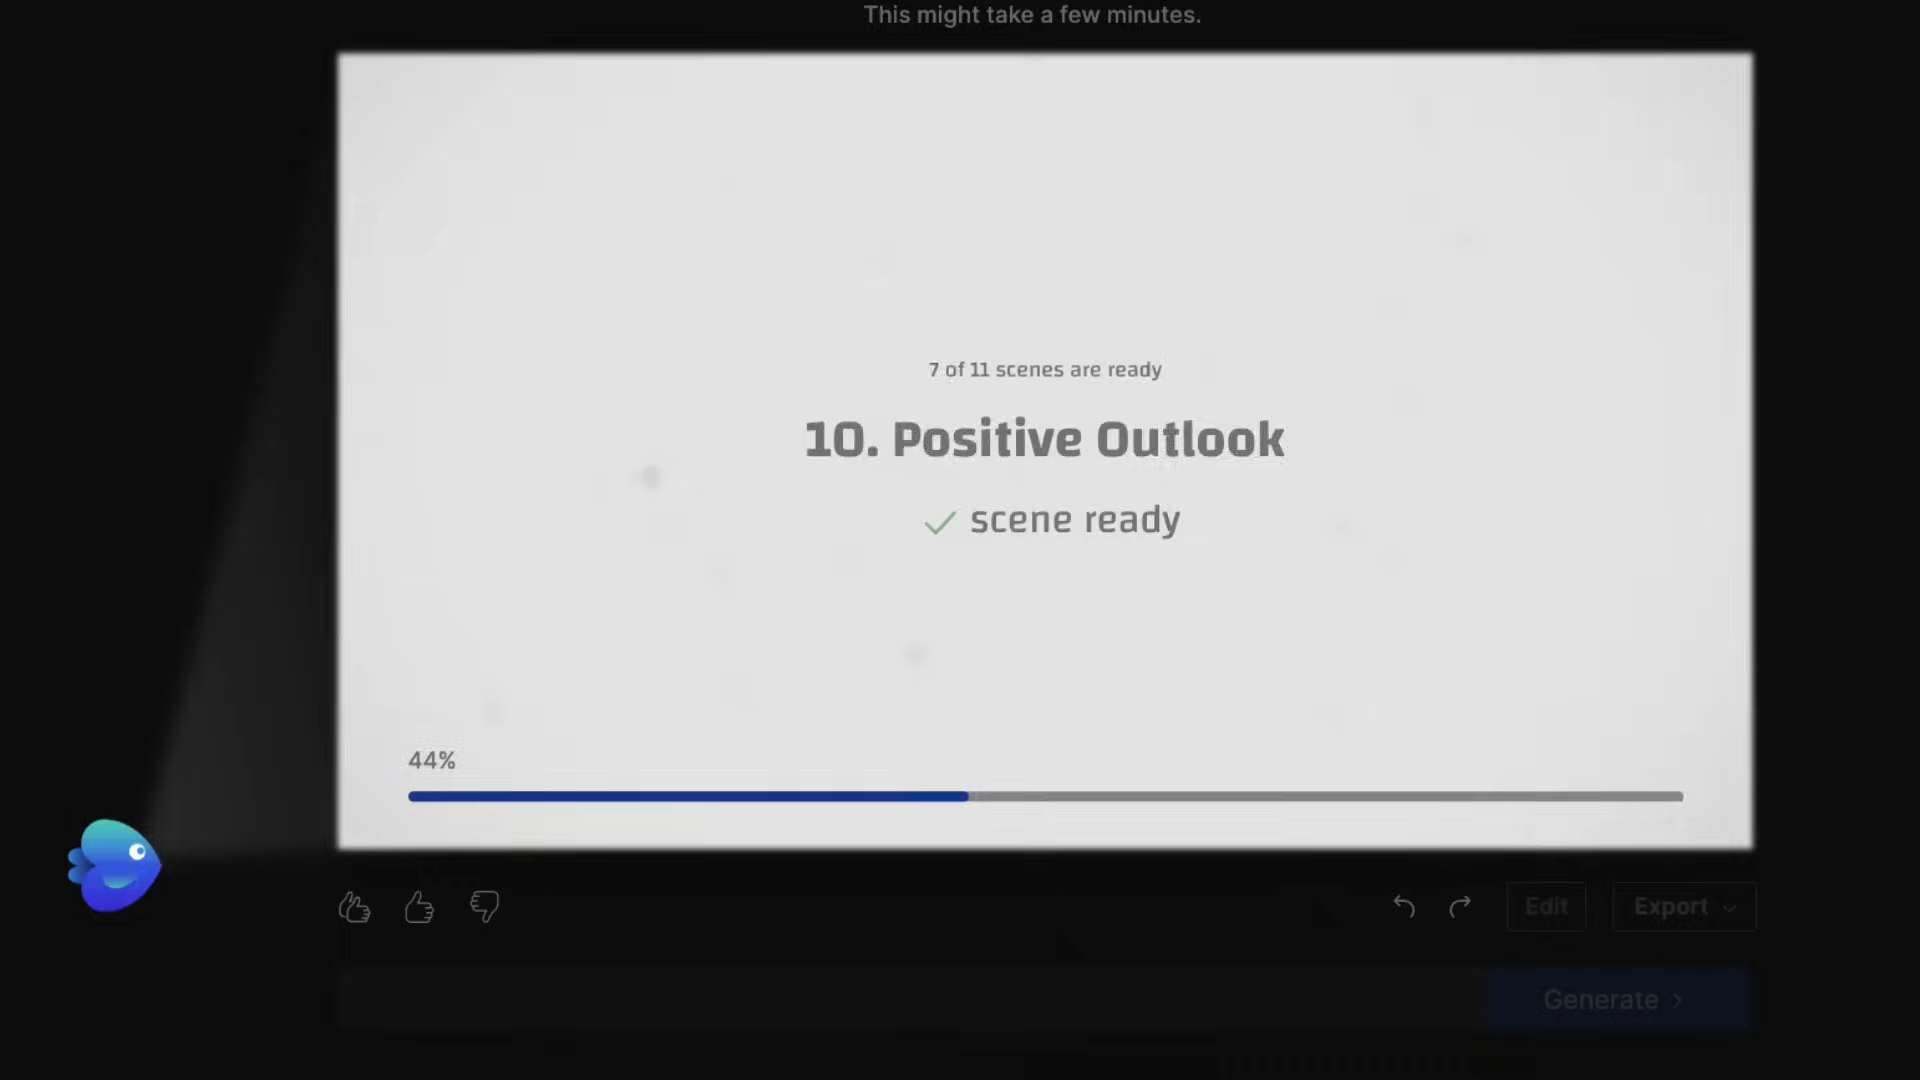 This might take a few minutes.
7 of 11 scenes are ready
10. Positive Outlook
scene ready
44%
Edit
Export
Generate